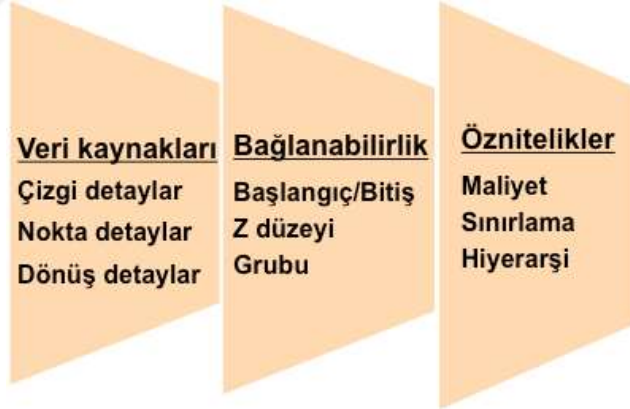 Veri kaynakları
Çizgi detaylar
Nokta detaylar
Dönüş detaylar
Bağlanabilirlik
Başlangıç/Bitiş
Z düzeyi
Grubu
Öznitelikler
Maliyet
Sınırlama
Hiyerarşi